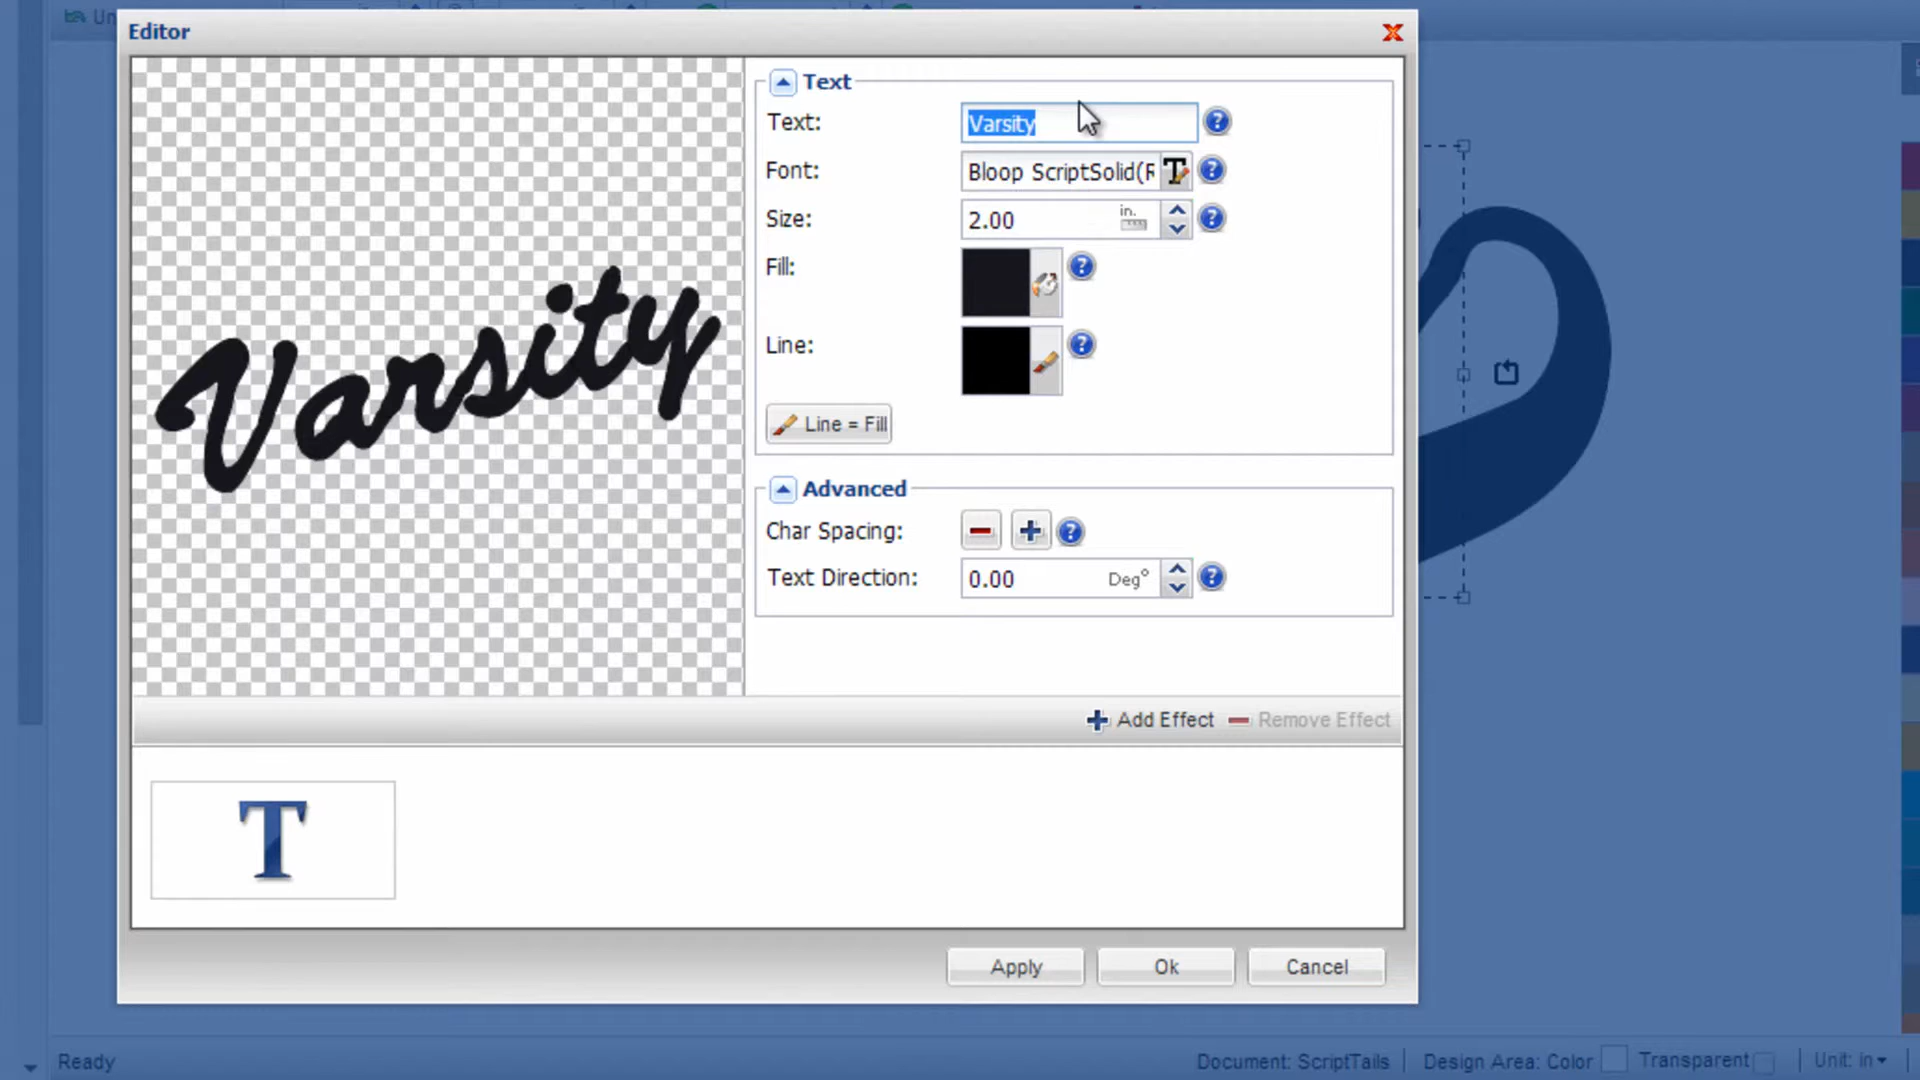 Un
Editor
Text
Text: Varsity
Font: Bloop ScriptSolid(R
Size: 2.00 in.
Fill:
Line:
Line = Fill
Varsity
Advanced
Char Spacing:
Text Direction: 0.00 Deg°
Add Effect Remove Effect
T
Apply Ok Cancel
Ready Document: ScriptTails Design Area: Color Transparent Unit: in